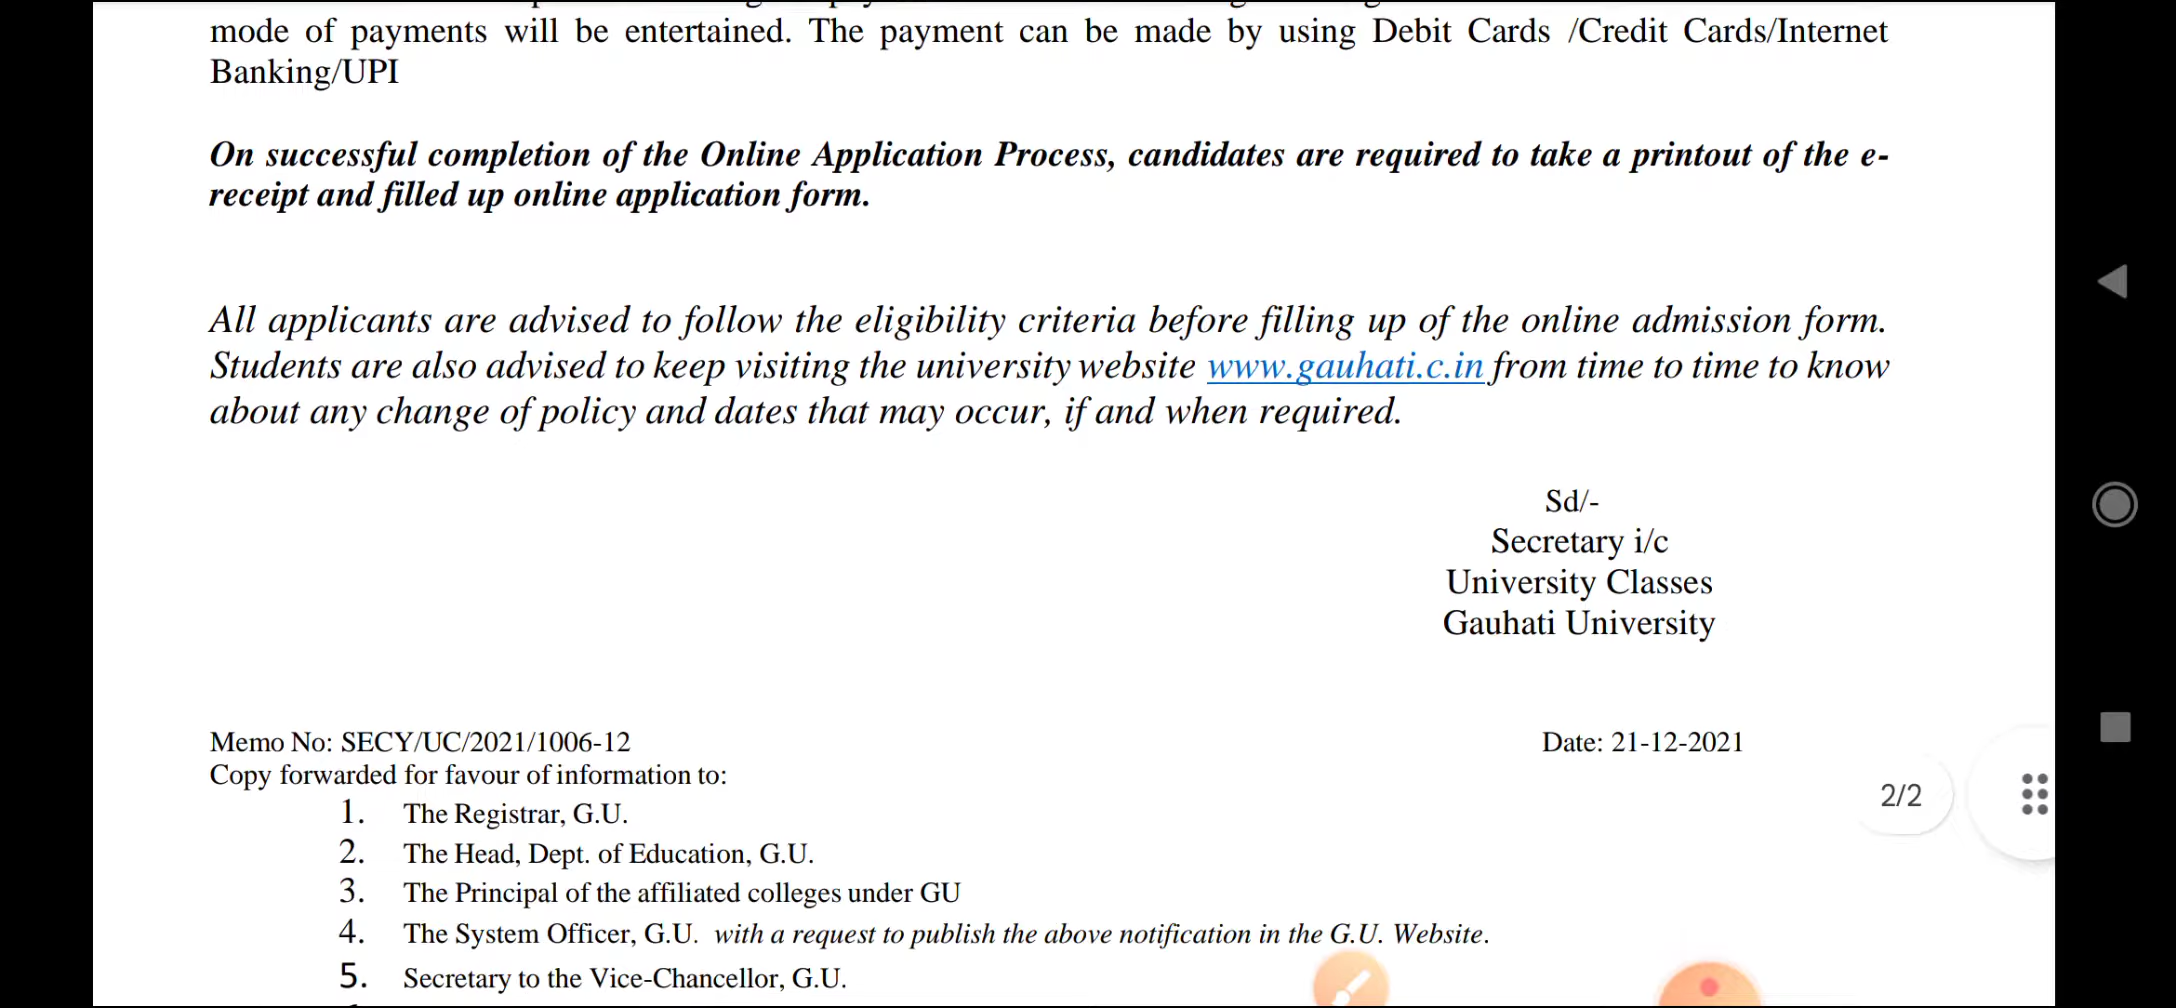 mode of payments will be entertained. The payment can be made by using Debit Cards /Credit Cards/Internet
Banking/UPI
On successful completion of the Online Application Process, candidates are required to take a printout of the e-
receipt and filled up online application form.
All applicants are advised to follow the eligibility criteria before filling up of the online admission form.
Students are also advised to keep visiting the university website www.gauhati.c.in from time to time to know
about any change of policy and dates that may occur, if and when required.
Sd/-
Secretary i/c
University Classes
Gauhati University
Memo No: SECY/UC/2021/1006-12 Date: 21-12-2021
Copy forwarded for favour of information to:
1. The Registrar, G.U.
2. The Head, Dept. of Education, G.U.
3. The Principal of the affiliated colleges under GU
4. The System Officer, G.U. with a request to publish the above notification in the G.U. Website.
5. Secretary to the Vice-Chancellor, G.U.
2/2